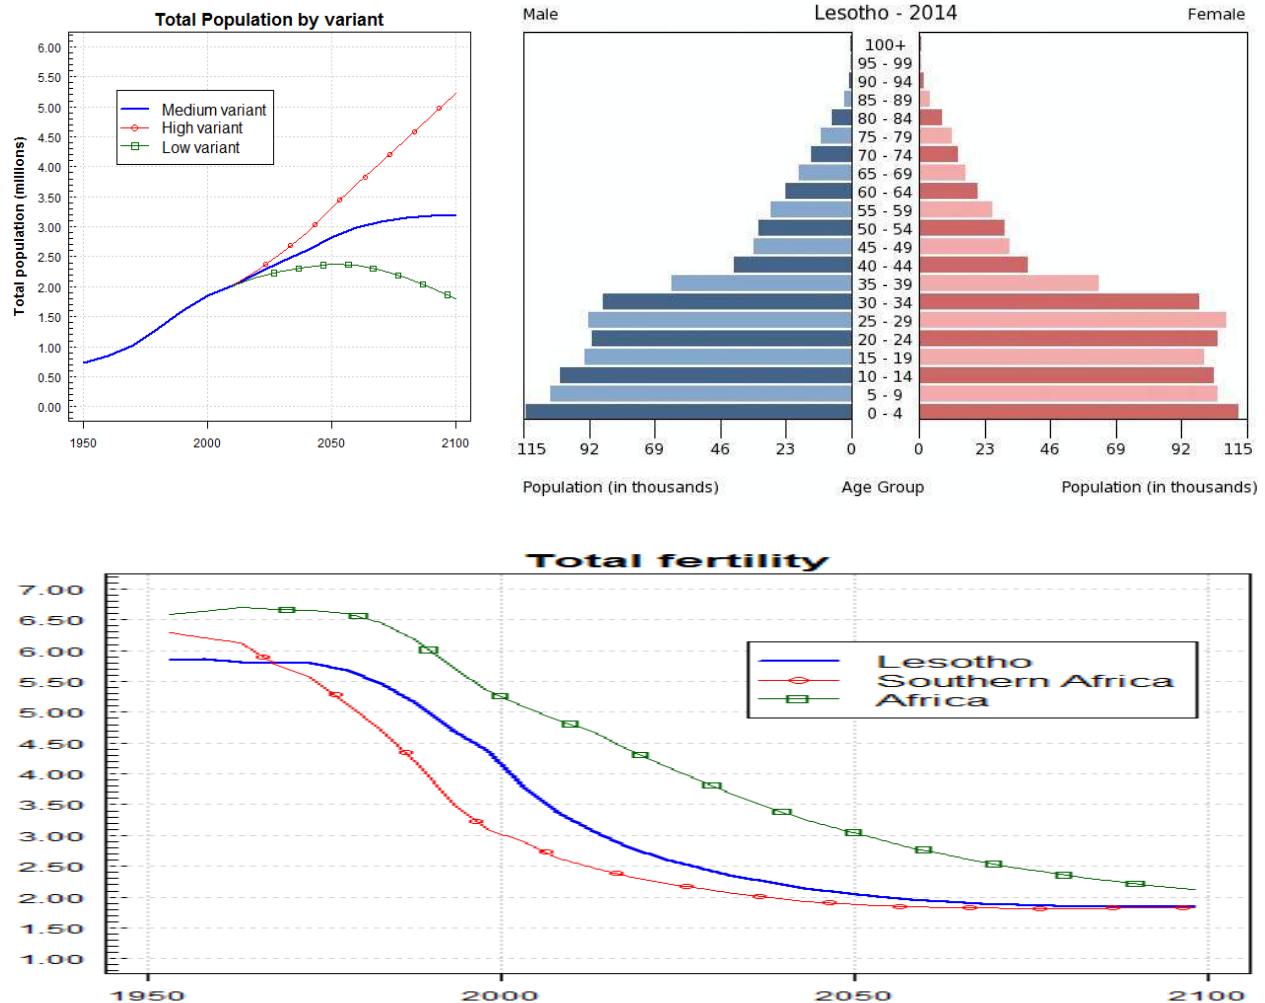 Total Population by variant
Total population (millions)
6.00
5.50
5.00
4.50
4.00
3.50
3.00
2.50
2.00
1.50
1.00
0.50
0.00
Medium variant
High variant
Low variant
1950 2000 2050 2100
Male Lesotho - 2014 Female
100+
95 - 99
90 - 94
85 - 89
80 - 84
75 - 79
70 - 74
65 - 69
60 - 64
55 - 59
50 - 54
45 - 49
40 - 44
35 - 39
30 - 34
25 - 29
20 - 24
15 - 19
10 - 14
5 - 9
0 - 4
115 92 69 46 23 0 0 23 46 69 92 115
Population (in thousands) Age Group Population (in thousands)
Total fertility
7.00
6.50
6.00
5.50
5.00
4.50
4.00
3.50
3.00
2.50
2.00
1.50
1.00
Lesotho
Southern Africa
Africa
1950 2000 2050 2100